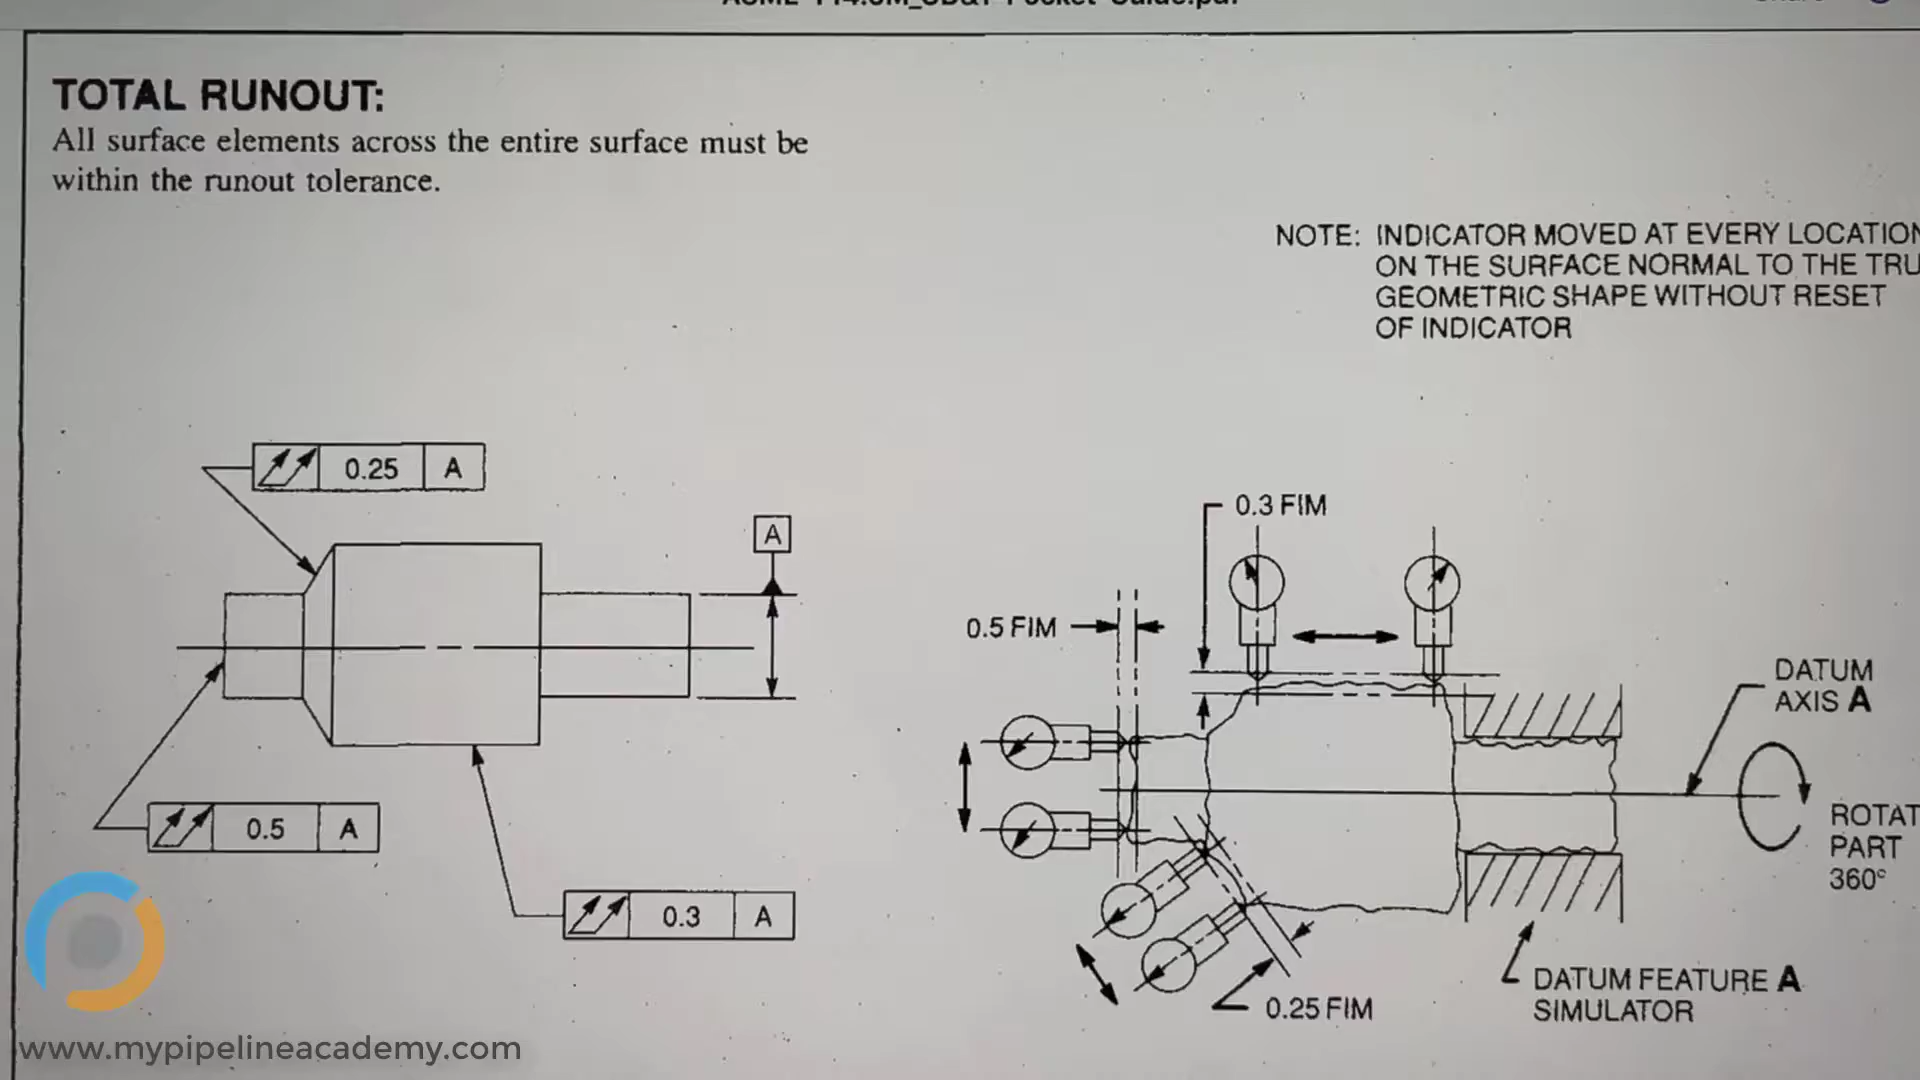 TOTAL RUNOUT:
All surface elements across the entire surface must be
within the runout tolerance.
NOTE: INDICATOR MOVED AT EVERY LOCATION
ON THE SURFACE NORMAL TO THE TRU
GEOMETRIC SHAPE WITHOUT RESET
OF INDICATOR
0.25 A
A
0.5 A
0.3 A
0.3 FIM
0.5 FIM
DATUM
AXIS A
ROTAT
PART
360°
0.25 FIM
DATUM FEATURE A
SIMULATOR
www.mypipelineacademy.com